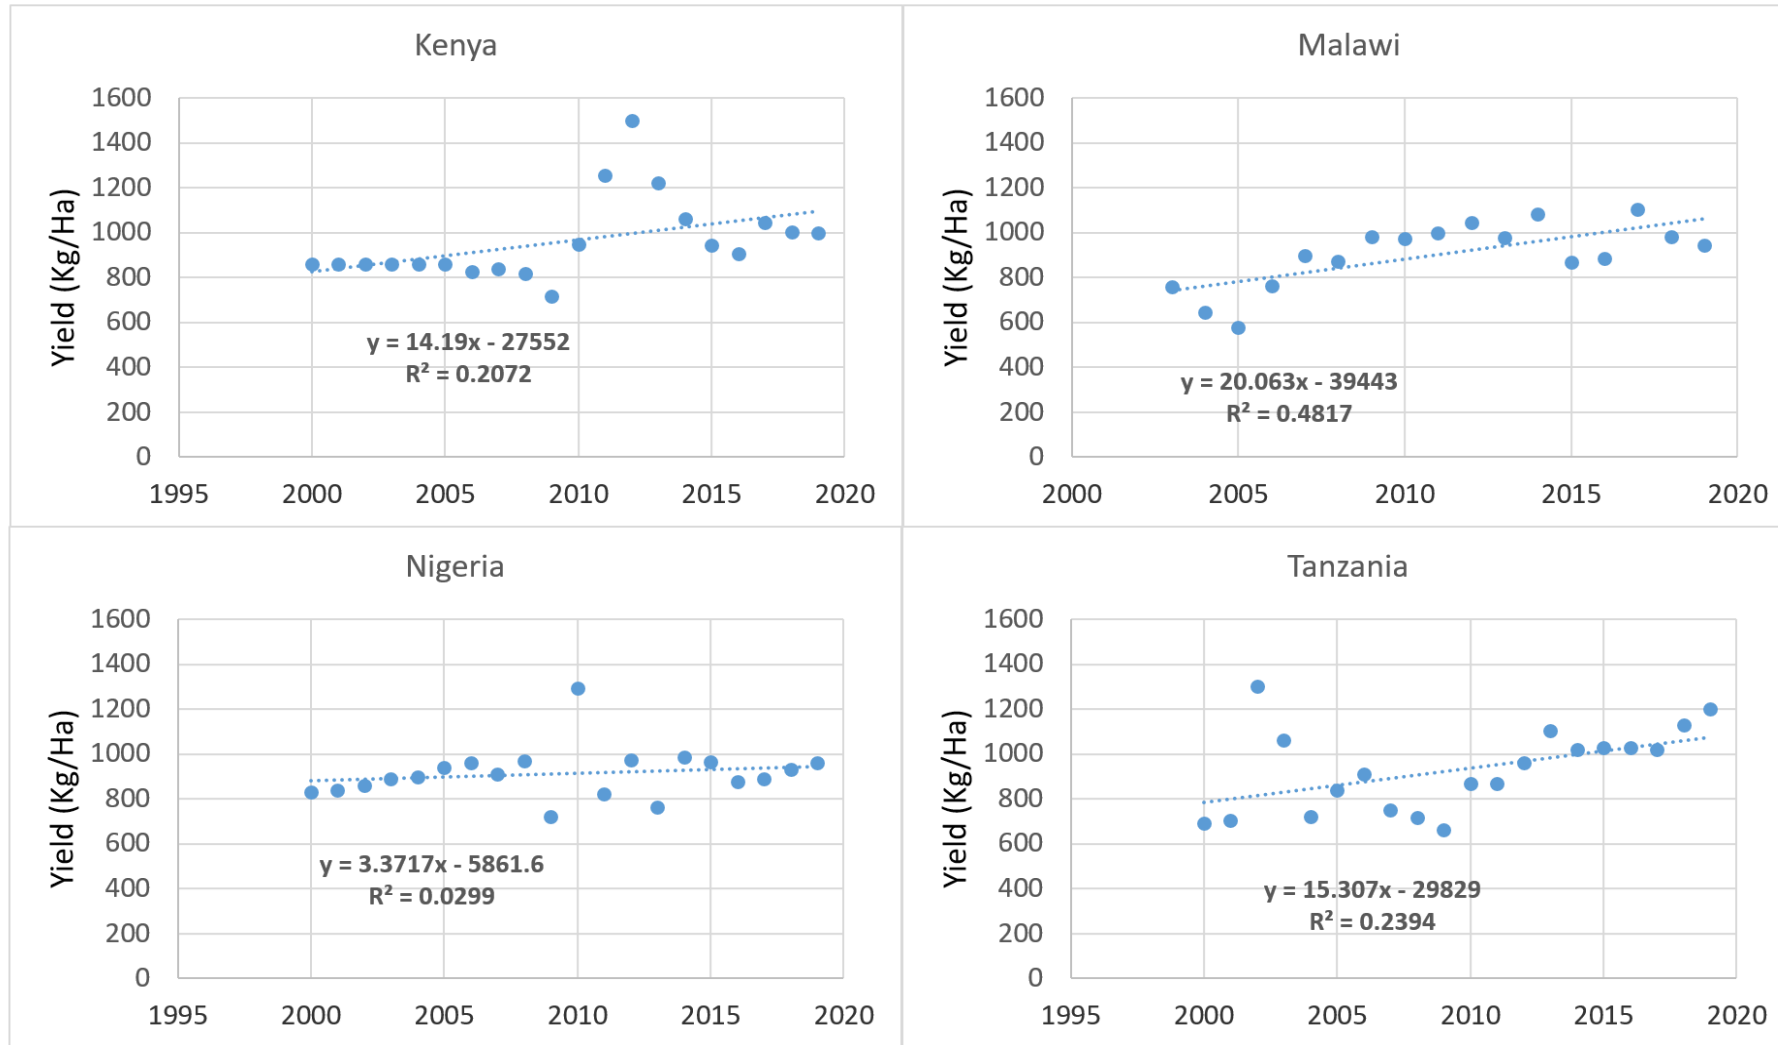 Kenya
Yield (Kg/Ha)
1600
1400
1200
1000
800
600
400
200
0
y = 14.19x - 27552
R² = 0.2072
1995 2000 2005 2010 2015 2020
Malawi
Yield (Kg/Ha)
1600
1400
1200
1000
800
600
400
200
0
y = 20.063x - 39443
R² = 0.4817
2000 2005 2010 2015 2020
Nigeria
Yield (Kg/Ha)
1600
1400
1200
1000
800
600
400
200
0
y = 3.3717x - 5861.6
R² = 0.0299
1995 2000 2005 2010 2015 2020
Tanzania
Yield (Kg/Ha)
1600
1400
1200
1000
800
600
400
200
0
y = 15.307x - 29829
R² = 0.2394
1995 2000 2005 2010 2015 2020